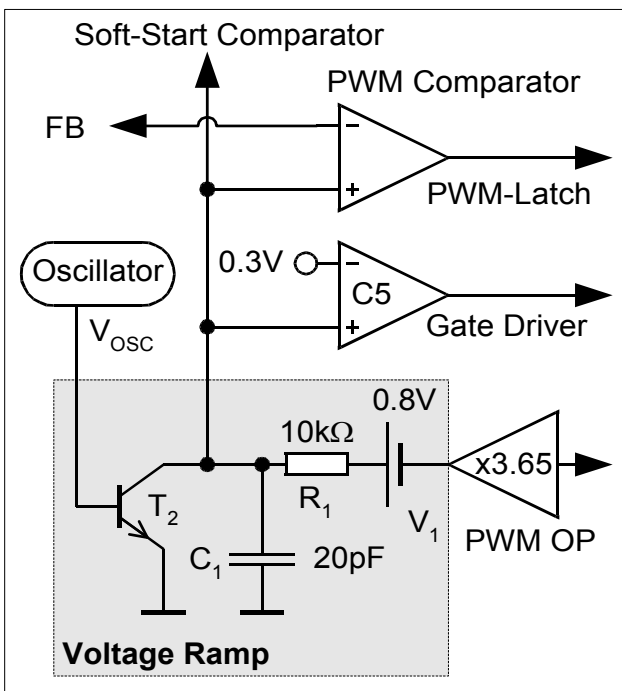 Soft-Start Comparator
PWM Comparator
FB
PWM-Latch
Oscillator
0.3V
C5
Gate Driver
VOSC
0.8V
10kΩ
x3.65
T2
R1
V1
PWM OP
C1
20pF
Voltage Ramp